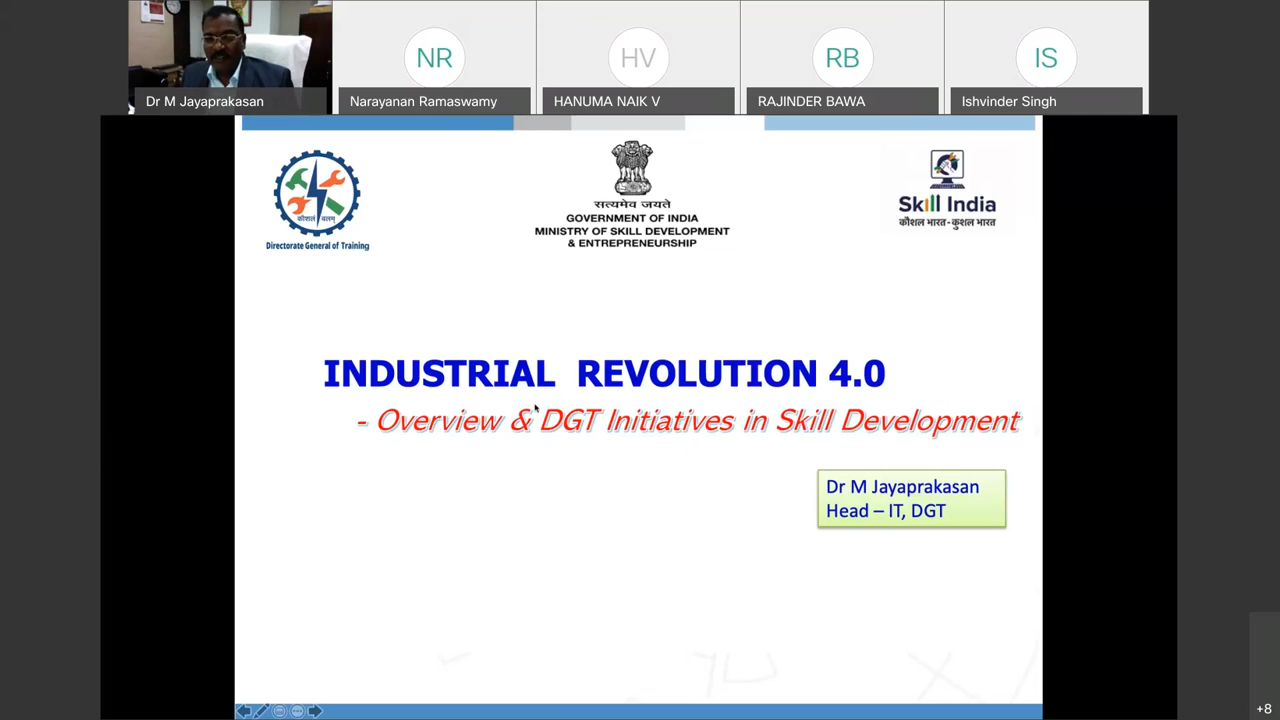 NR
HV
RB
IS
Dr M Jayaprakasan
Narayanan Ramaswamy
HANUMA NAIK V
RAJINDER BAWA
Ishvinder Singh
कौशलं बलम्
Directorate General of Training
सत्यमेव जयते
GOVERNMENT OF INDIA
MINISTRY OF SKILL DEVELOPMENT
& ENTREPRENEURSHIP
Skill India
कौशल भारत-कुशल भारत
INDUSTRIAL REVOLUTION 4.0
- Overview & DGT Initiatives in Skill Development
Dr M Jayaprakasan
Head – IT, DGT
+8